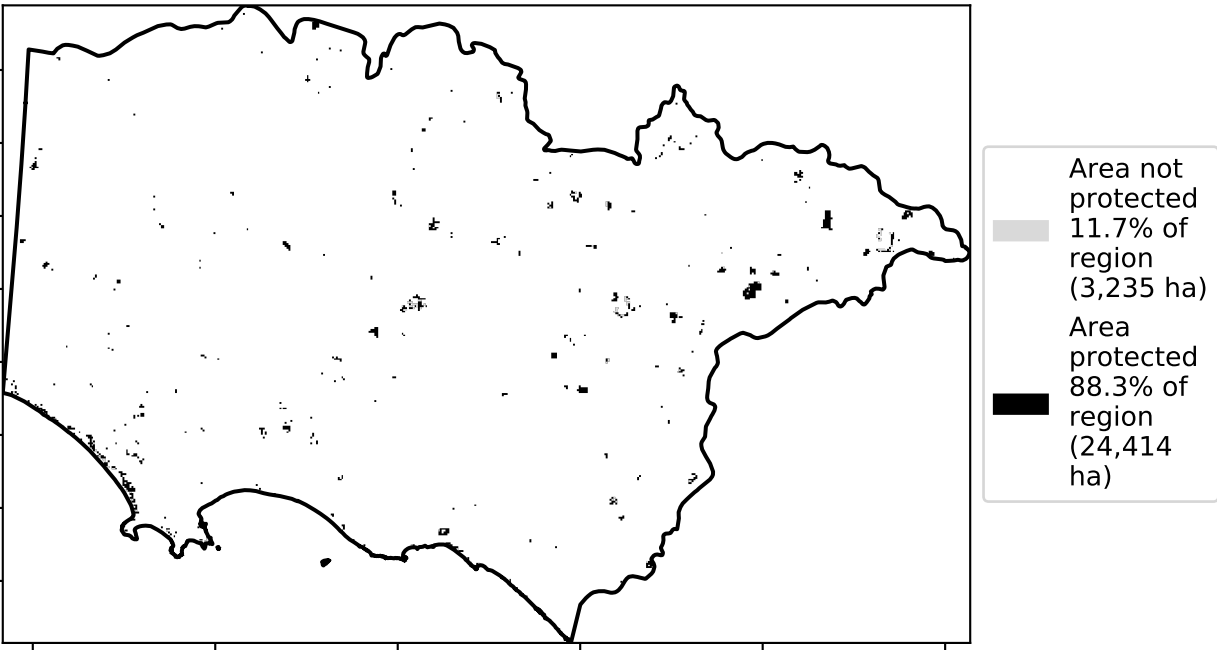 Area not
protected
11.7% of
region
(3,235 ha)
Area
protected
88.3% of
region
(24,414
ha)